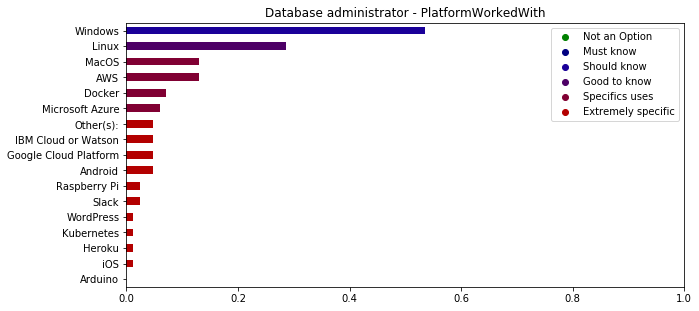 Database administrator - PlatformWorkedWith
Windows
Linux
MacOS
AWS
Docker
Microsoft Azure
Other(s):
IBM Cloud or Watson
Google Cloud Platform
Android
Raspberry Pi
Slack
WordPress
Kubernetes
Heroku
iOS
Arduino
Not an Option
Must know
Should know
Good to know
Specifics uses
Extremely specific
0.0 0.2 0.4 0.6 0.8 1.0